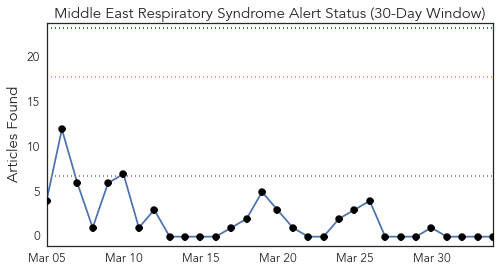 Middle East Respiratory Syndrome Alert Status (30-Day Window)
Articles Found
20
15
10
5
0
Mar 05
Mar 10
Mar 15
Mar 20
Mar 25
Mar 30